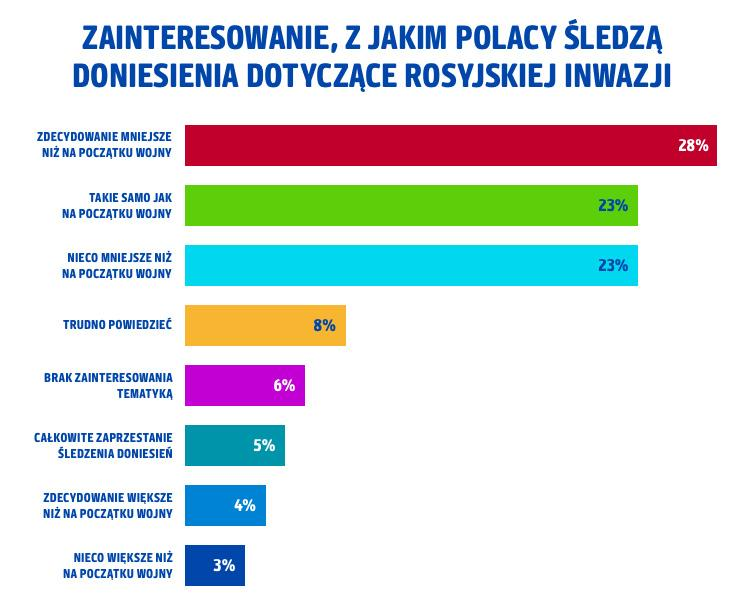 ZAINTERESOWANIE, Z JAKIM POLACY ŚLEDZĄ
DONIESIENIA DOTYCZĄCE ROSYJSKIEJ INWAZJI
ZDECYDOWANIE MNIEJSZE
NIŻ NA POCZĄTKU WOJNY
28%
TAKIE SAMO JAK
NA POCZĄTKU WOJNY
23%
NIECO MNIEJSZE NIŻ
NA POCZĄTKU WOJNY
23%
TRUDNO POWIEDZIEĆ
8%
BRAK ZAINTERESOWANIA
TEMATYKĄ
6%
CAŁKOWITE ZAPRZESTANIE
ŚLEDZENIA DONIESIEŃ
5%
ZDECYDOWANIE WIĘKSZE
NIŻ NA POCZĄTKU WOJNY
4%
NIECO WIĘKSZE NIŻ
NA POCZĄTKU WOJNY
3%